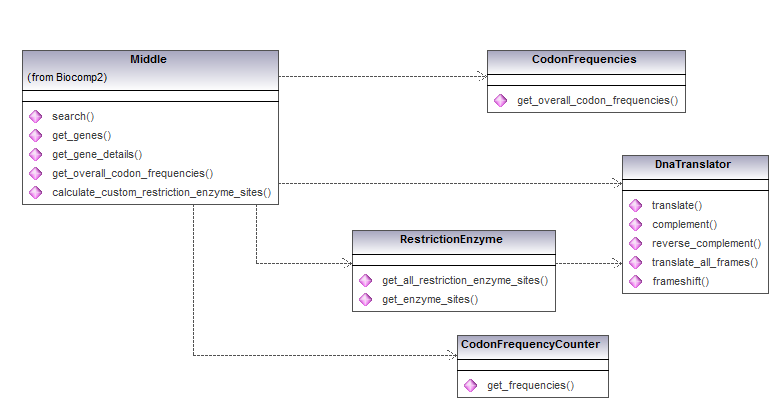 Middle
(from Biocomp2)
search()
get_genes()
get_gene_details()
get_overall_codon_frequencies()
calculate_custom_restriction_enzyme_sites()
CodonFrequencies
get_overall_codon_frequencies()
DnaTranslator
translate()
complement()
reverse_complement()
translate_all_frames()
frameshift()
RestrictionEnzyme
get_all_restriction_enzyme_sites()
get_enzyme_sites()
CodonFrequencyCounter
get_frequencies()